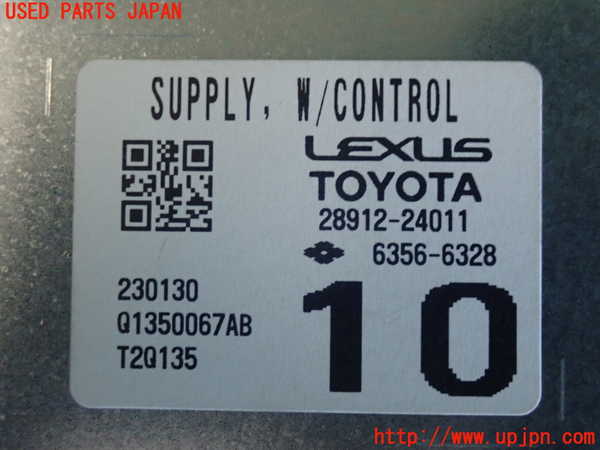 USED PARTS JAPAN
SUPPLY, W/CONTROL
LEXUS
TOYOTA
28912-24011
6356-6328
230130
Q1350067AB
T2Q135
10
http://www.upjpn.com/